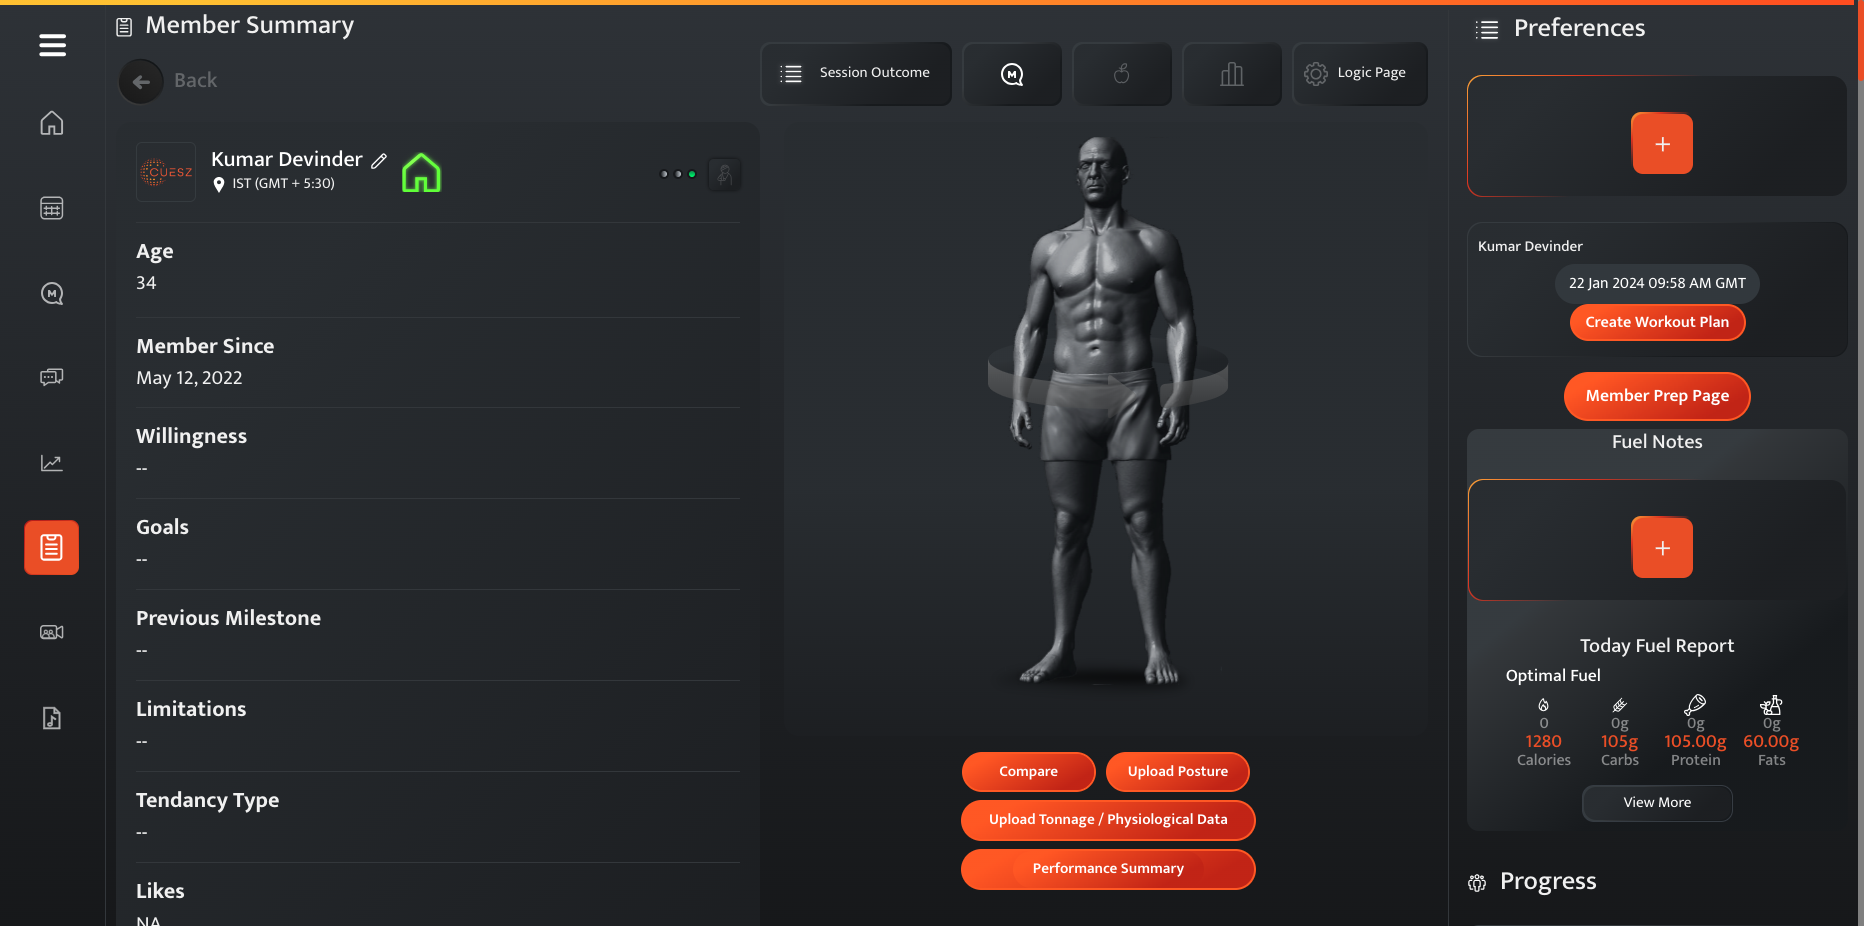 Member Summary
Back
Session Outcome
M
Logic Page
CUESZ
Kumar Devinder
IST (GMT + 5:30)
Age
34
Member Since
May 12, 2022
Willingness
--
Goals
--
Previous Milestone
--
Limitations
--
Tendancy Type
--
Likes
NA
Compare
Upload Posture
Upload Tonnage / Physiological Data
Performance Summary
Preferences
+
Kumar Devinder
22 Jan 2024 09:58 AM GMT
Create Workout Plan
Member Prep Page
Fuel Notes
+
Today Fuel Report
Optimal Fuel
0 0g 0g 0g
1280 105g 105.00g 60.00g
Calories Carbs Protein Fats
View More
Progress